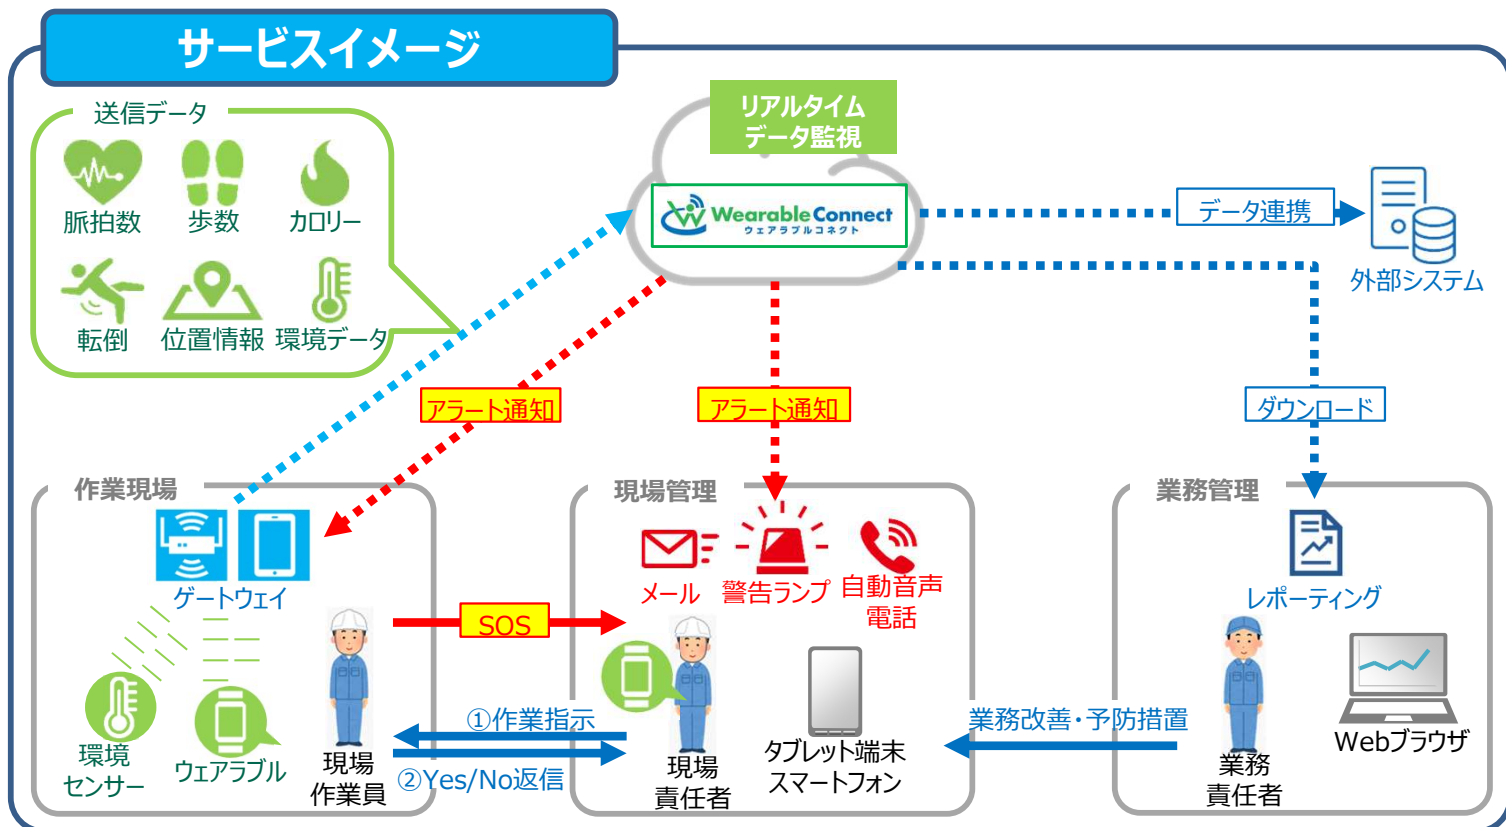 サービスイメージ
送信データ
脈拍数
歩数
カロリー
転倒
位置情報
環境データ
リアルタイム
データ監視
Wearable Connect
ウェアラブルコネクト
データ連携
外部システム
アラート通知
アラート通知
ダウンロード
作業現場
ゲートウェイ
環境
センサー
ウェアラブル
現場
作業員
SOS
①作業指示
②Yes/No返信
現場管理
メール
警告ランプ
自動音声
電話
現場
責任者
タブレット端末
スマートフォン
業務改善・予防措置
業務管理
レポーティング
業務
責任者
Webブラウザ